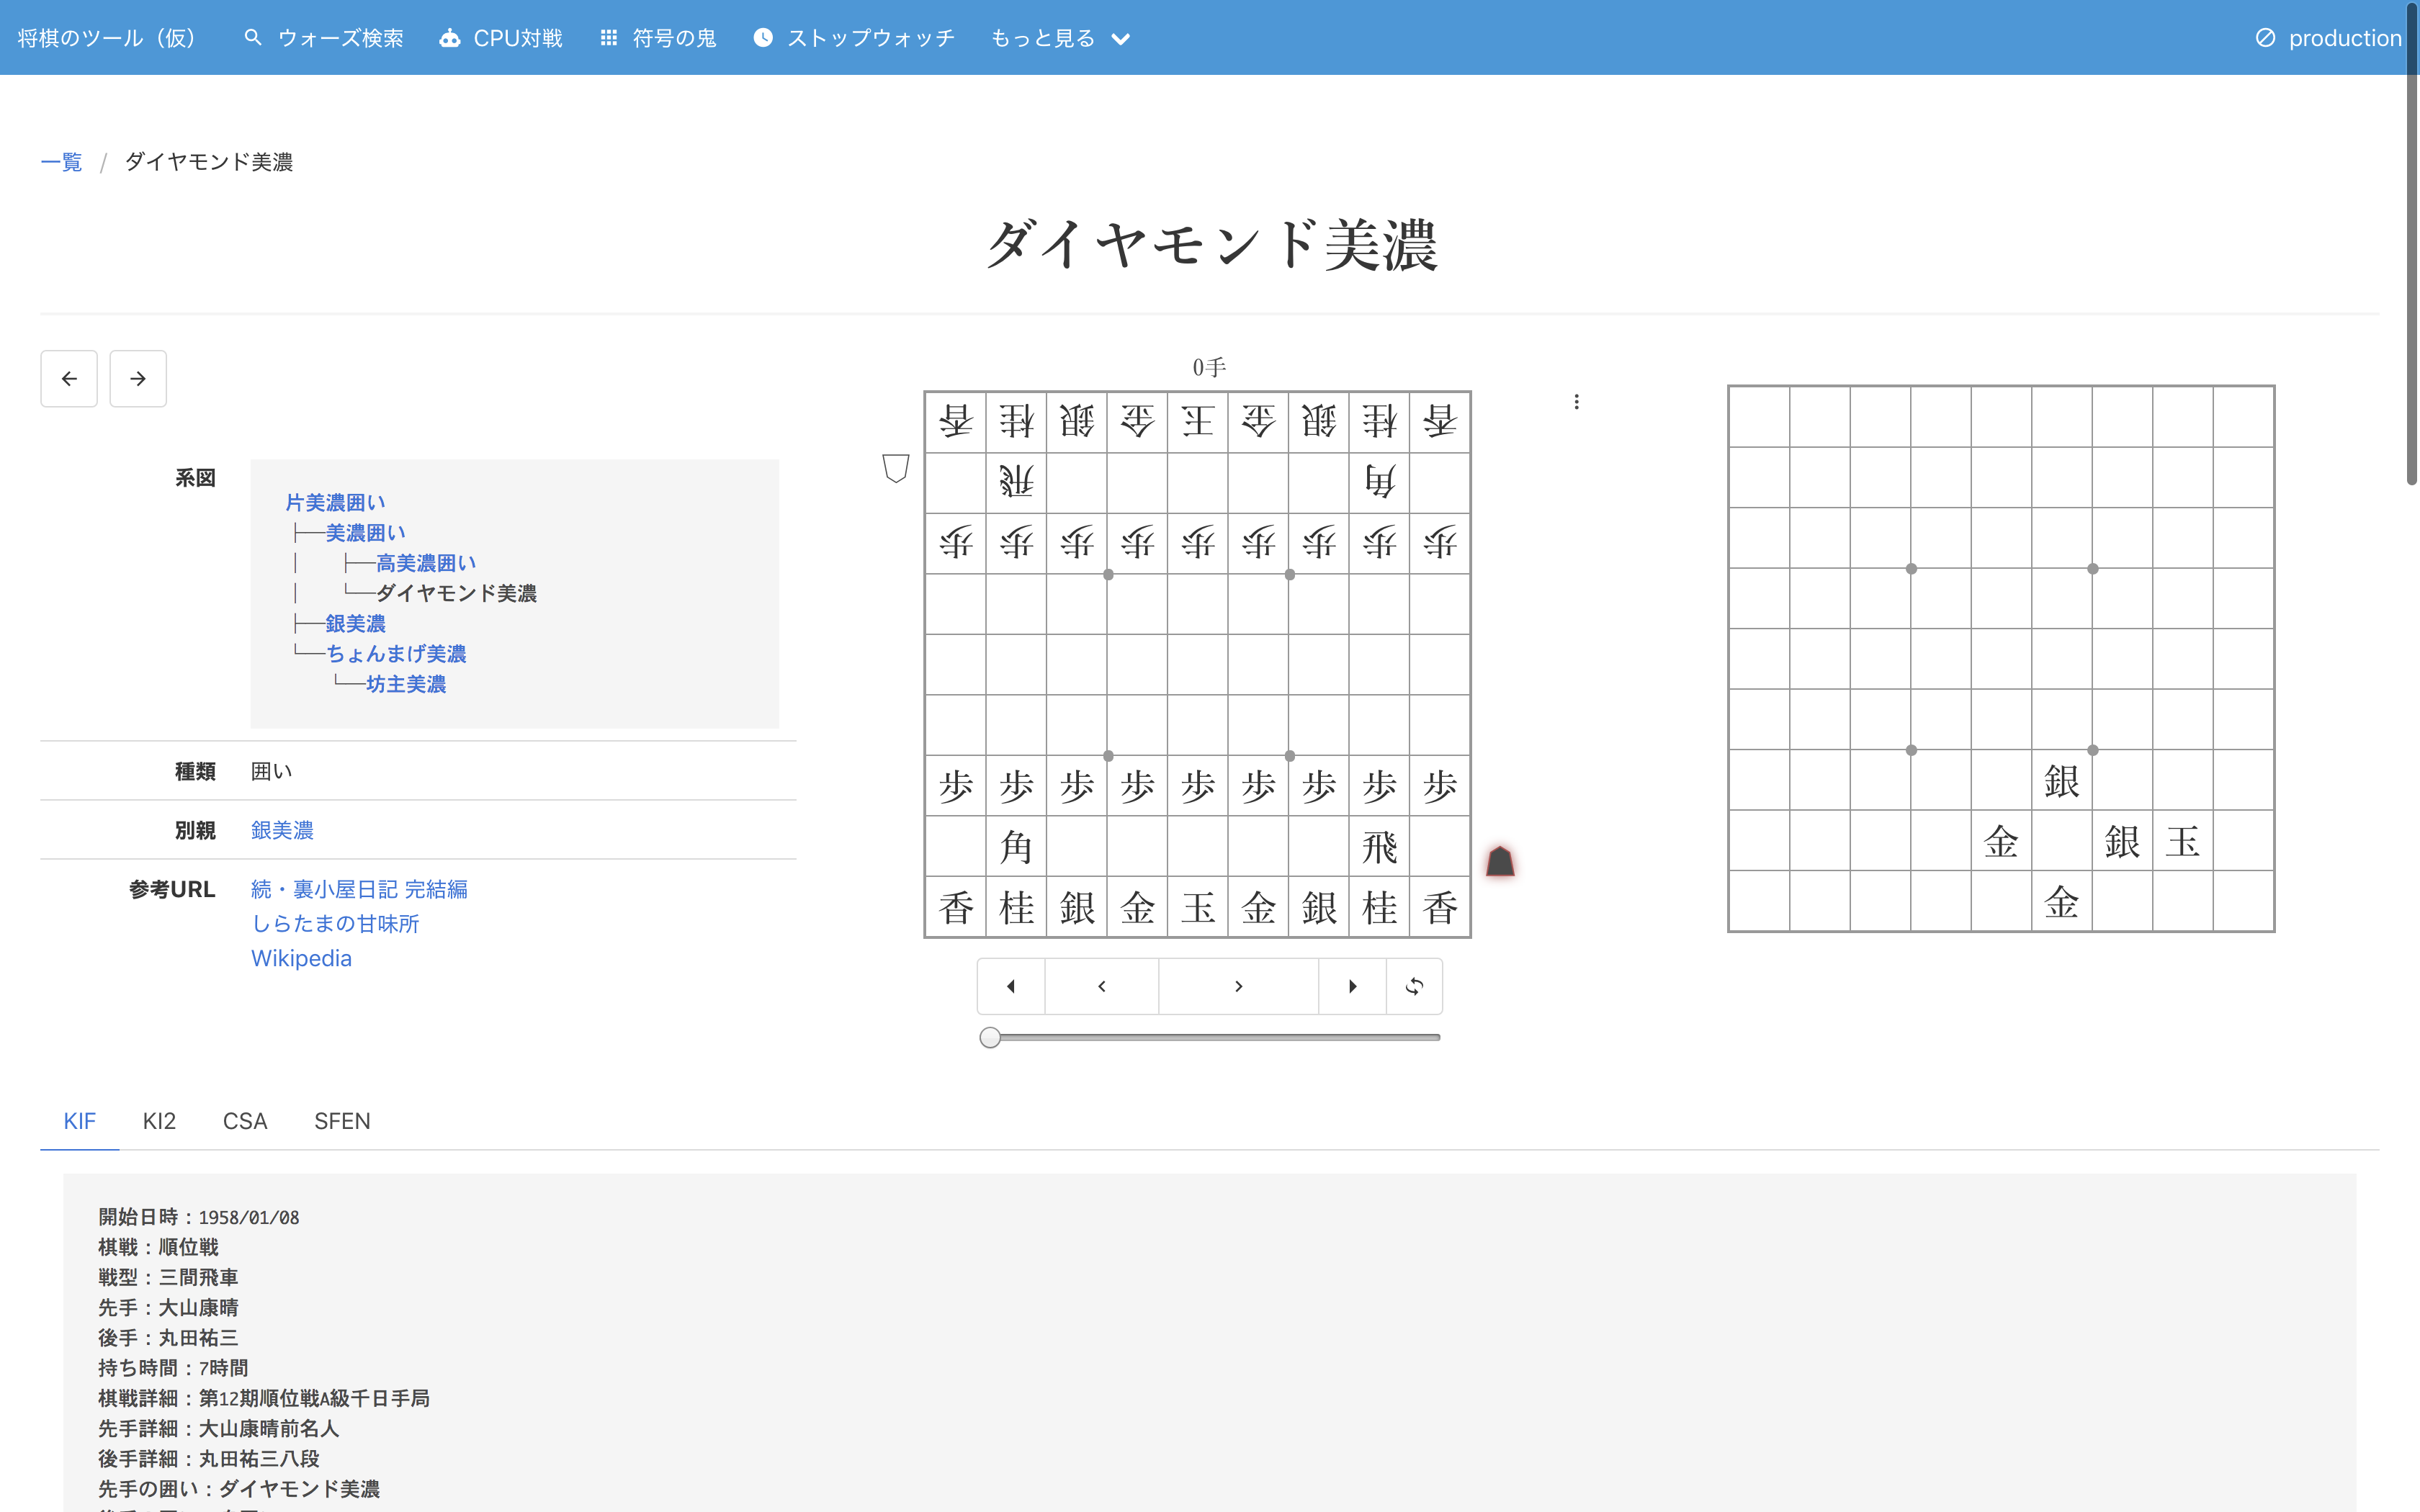 将棋のツール（仮） ウォーズ検索 CPU対戦 符号の鬼 ストップウォッチ もっと見る production
一覧 / ダイヤモンド美濃
ダイヤモンド美濃
系図
片美濃囲い
├──美濃囲い
│ ├──高美濃囲い
│ └──ダイヤモンド美濃
├──銀美濃
└──ちょんまげ美濃
└──坊主美濃
種類 囲い
別親 銀美濃
参考URL 続・裏小屋日記 完結編
しらたまの甘味所
Wikipedia
0手
香 桂 銀 金 王 金 銀 桂 香
飛 角
歩 歩 歩 歩 歩 歩 歩 歩 歩
歩 歩 歩 歩 歩 歩 歩 歩 歩
角 飛
香 桂 銀 金 玉 金 銀 桂 香
銀
金 銀 玉
金
KIF KI2 CSA SFEN
開始日時：1958/01/08
棋戦：順位戦
戦型：三間飛車
先手：大山康晴
後手：丸田祐三
持ち時間：7時間
棋戦詳細：第12期順位戦A級千日手局
先手詳細：大山康晴前名人
後手詳細：丸田祐三八段
先手の囲い：ダイヤモンド美濃